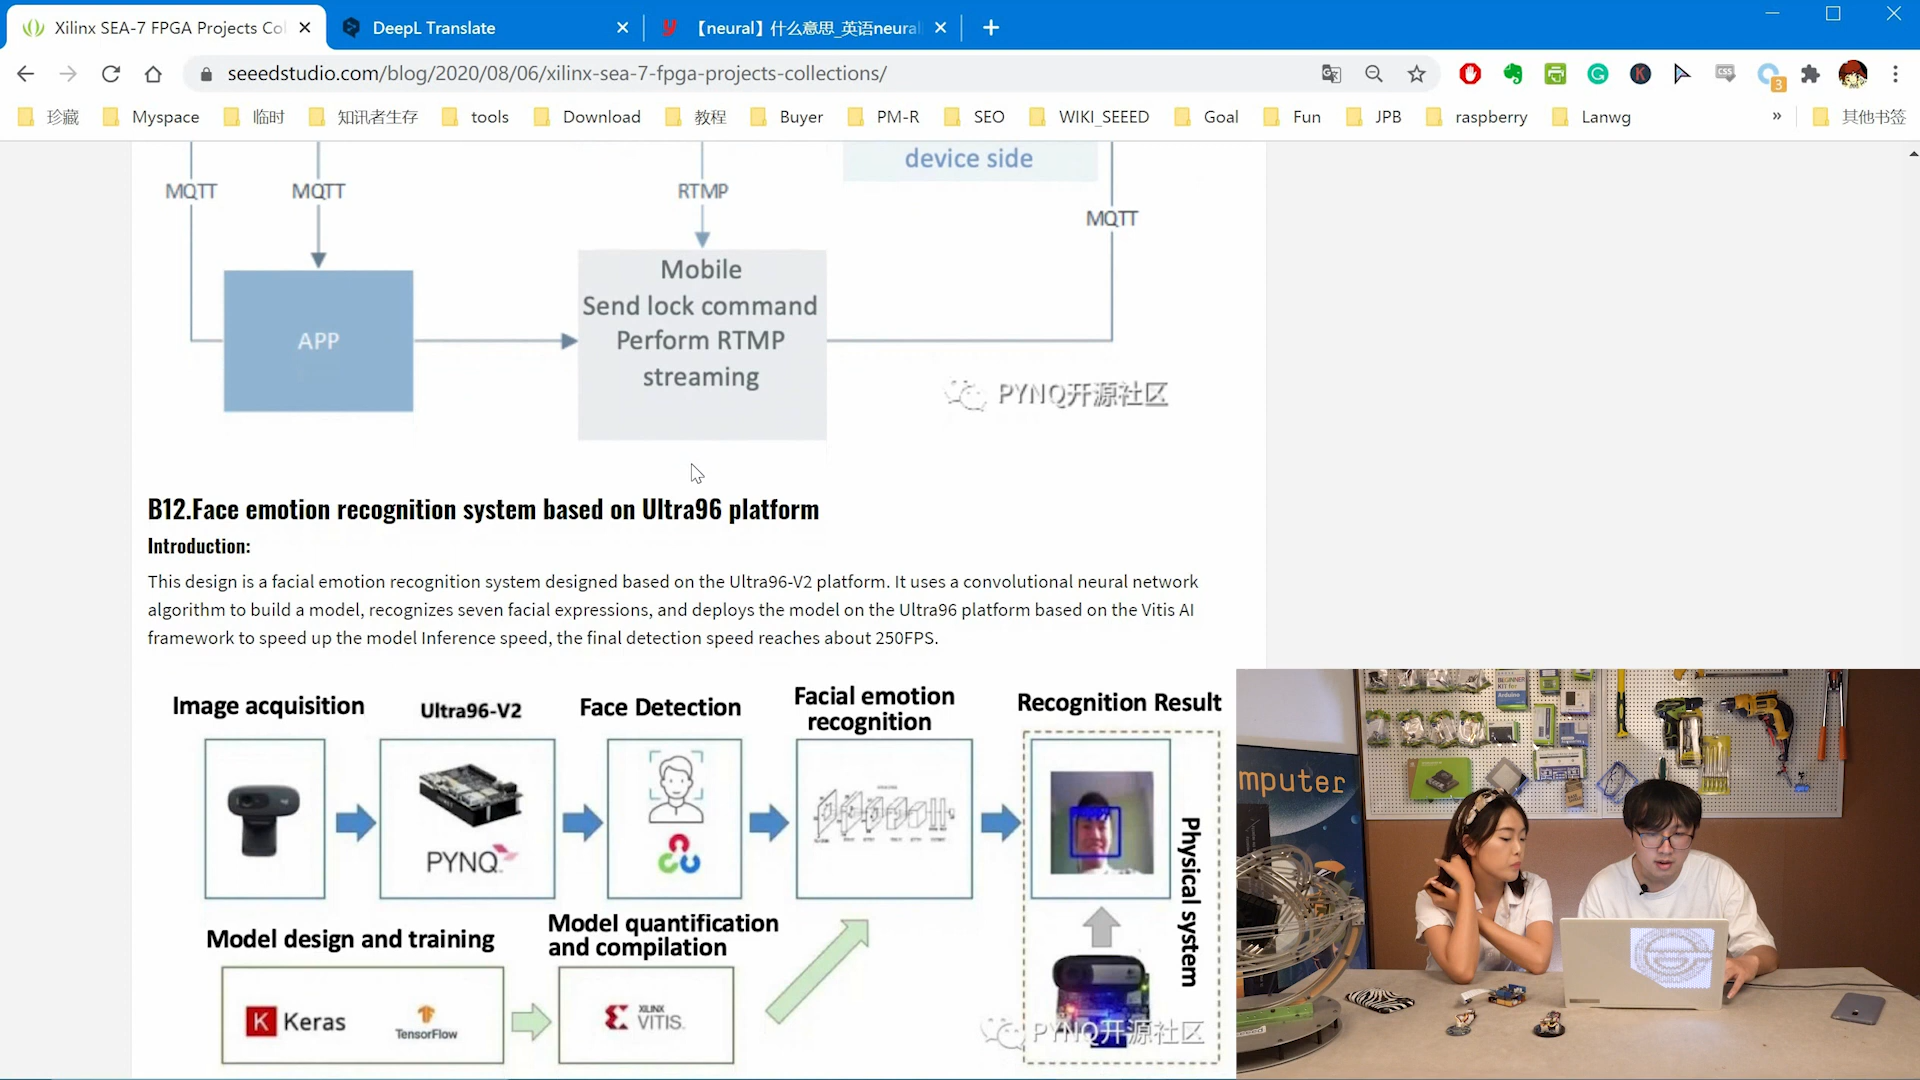 Xilinx SEA-7 FPGA Projects Co
DeepL Translate
【neural】什么意思_英语neura
seeedstudio.com/blog/2020/08/06/xilinx-sea-7-fpga-projects-collections/
珍藏
Myspace
临时
知讯者生存
tools
Download
教程
Buyer
PM-R
SEO
WIKI_SEEED
Goal
Fun
JPB
raspberry
Lanwg
»
其他书签
device side
MQTT
MQTT
RTMP
MQTT
APP
Mobile
Send lock command
Perform RTMP
streaming
PYNQ开源社区
B12.Face emotion recognition system based on Ultra96 platform
Introduction:
This design is a facial emotion recognition system designed based on the Ultra96-V2 platform. It uses a convolutional neural network
algorithm to build a model, recognizes seven facial expressions, and deploys the model on the Ultra96 platform based on the Vitis AI
framework to speed up the model Inference speed, the final detection speed reaches about 250FPS.
Image acquisition
Ultra96-V2
Face Detection
Facial emotion
recognition
Recognition Result
PYNQ
Physical system
Model design and training
Model quantification
and compilation
K Keras
TensorFlow
XILINX
VITIS
PYNQ开源社区
mputer